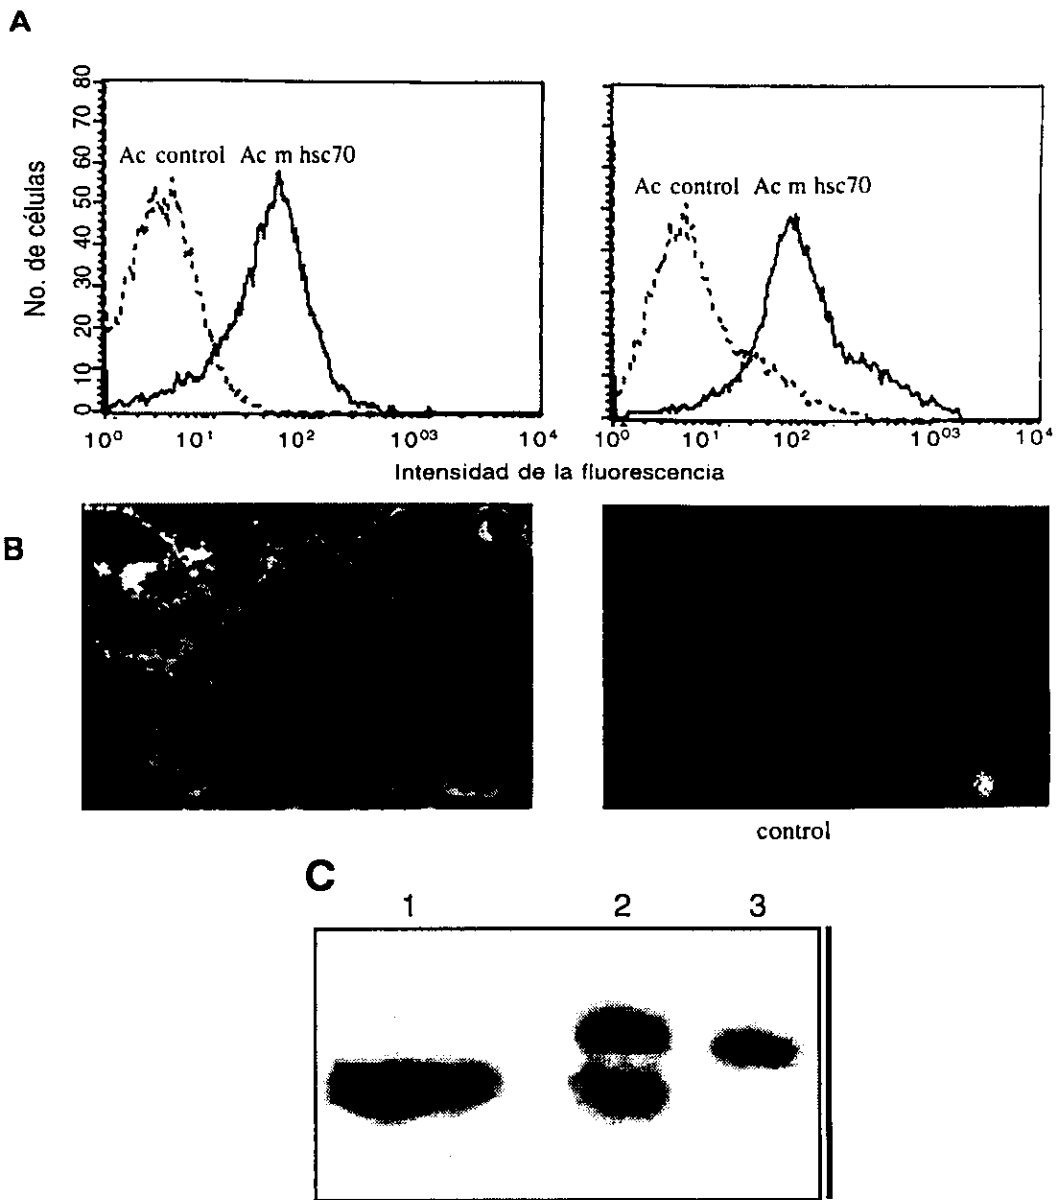 A
80
70
60
50
40
30
20
10
0
No. de células
Ac control Ac m hsc70
10⁰ 10¹ 10² 10⁰³ 10⁴
Ac control Ac m hsc70
10⁰ 10¹ 10² 10⁰³ 10⁴
Intensidad de la fluorescencia
B
control
C
1 2 3